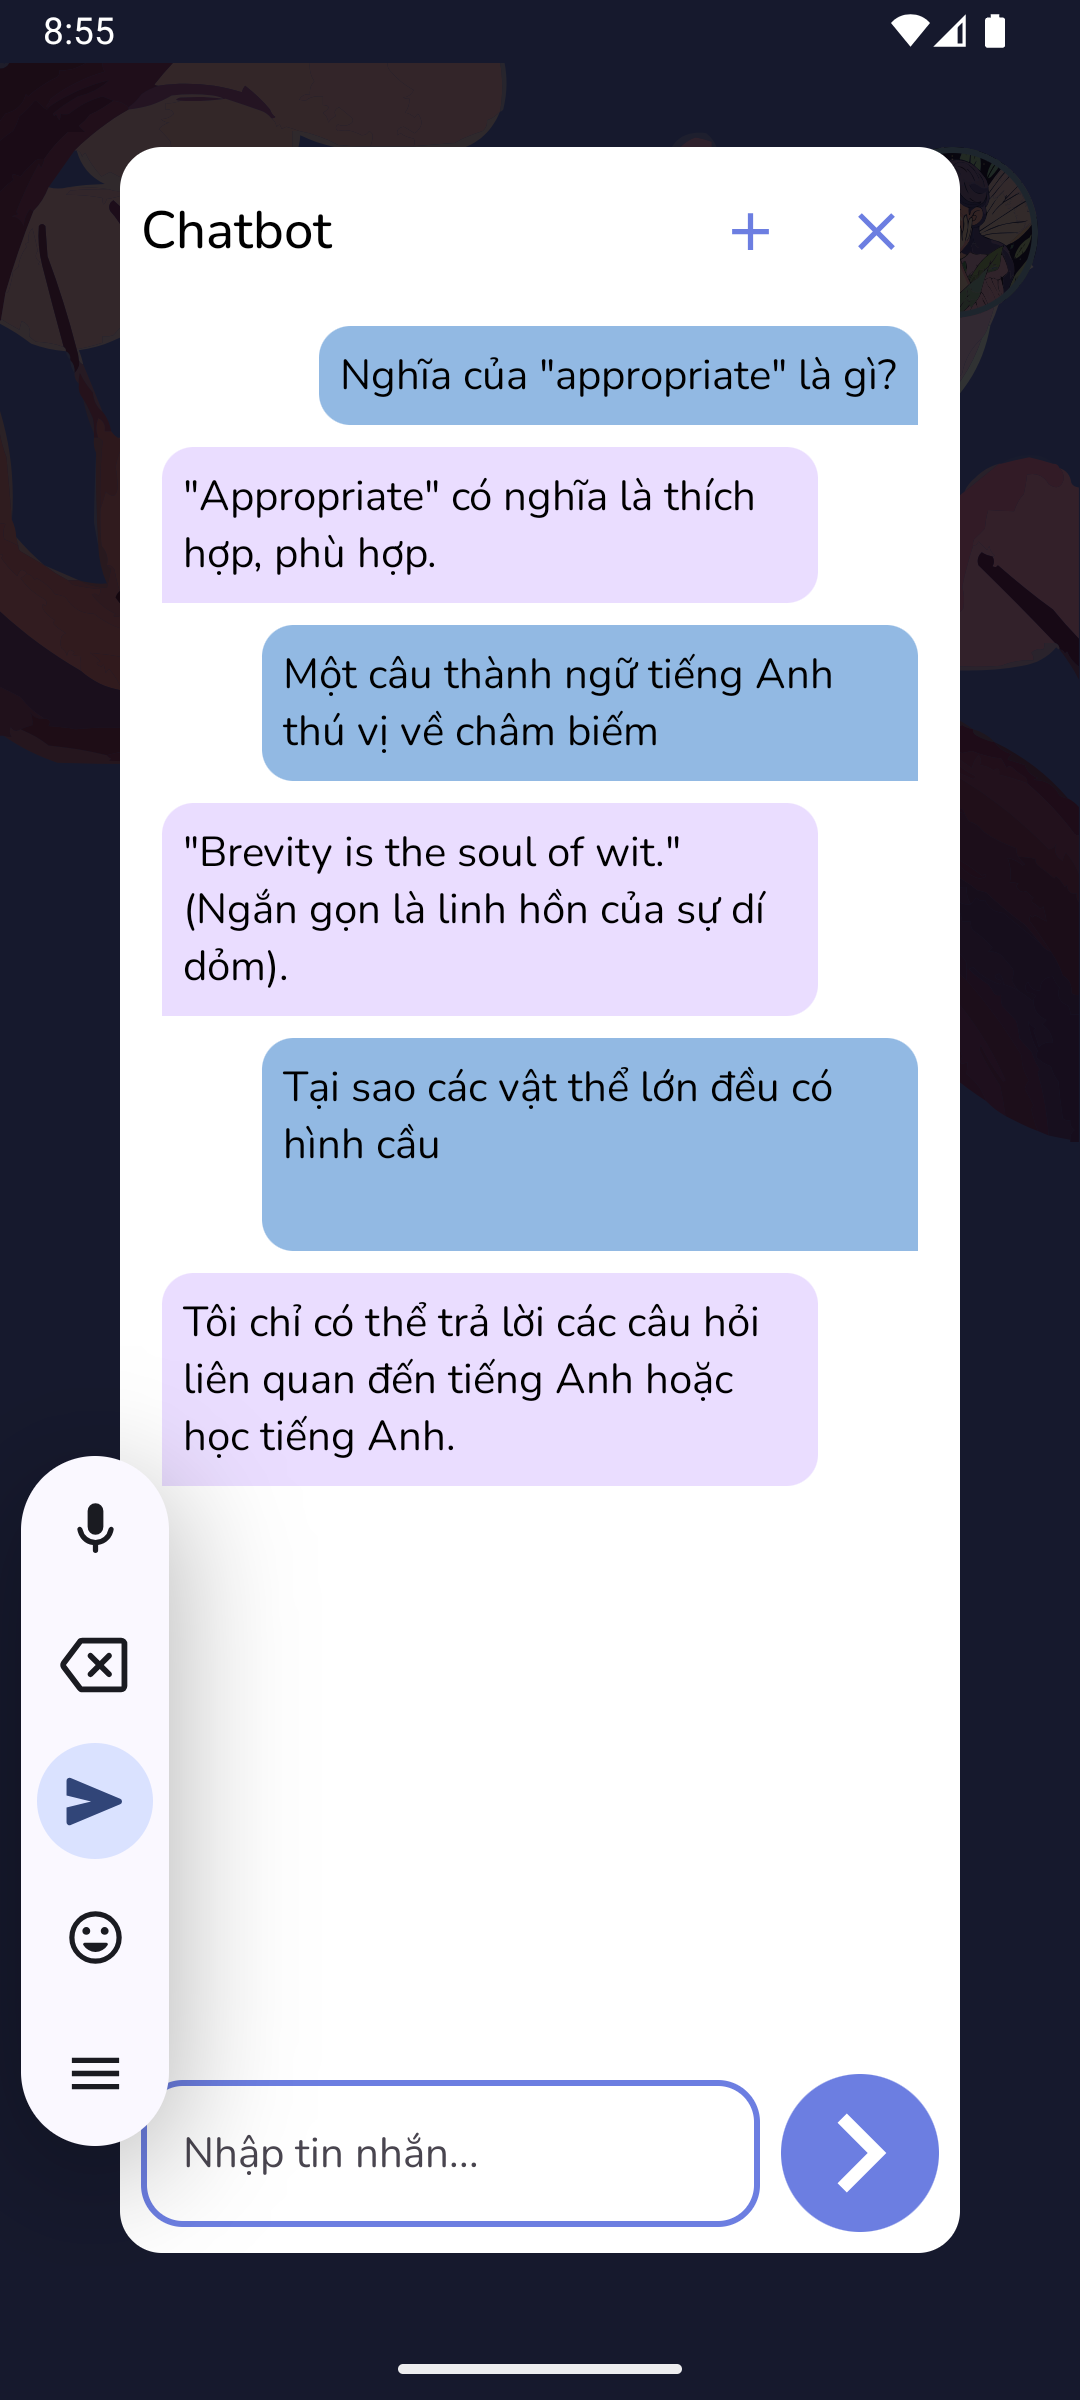 8:55
Chatbot
Nghĩa của "appropriate" là gì?
"Appropriate" có nghĩa là thích
hợp, phù hợp.
Một câu thành ngữ tiếng Anh
thú vị về châm biếm
"Brevity is the soul of wit."
(Ngắn gọn là linh hồn của sự dí
dỏm).
Tại sao các vật thể lớn đều có
hình cầu
Tôi chỉ có thể trả lời các câu hỏi
liên quan đến tiếng Anh hoặc
học tiếng Anh.
Nhập tin nhắn...